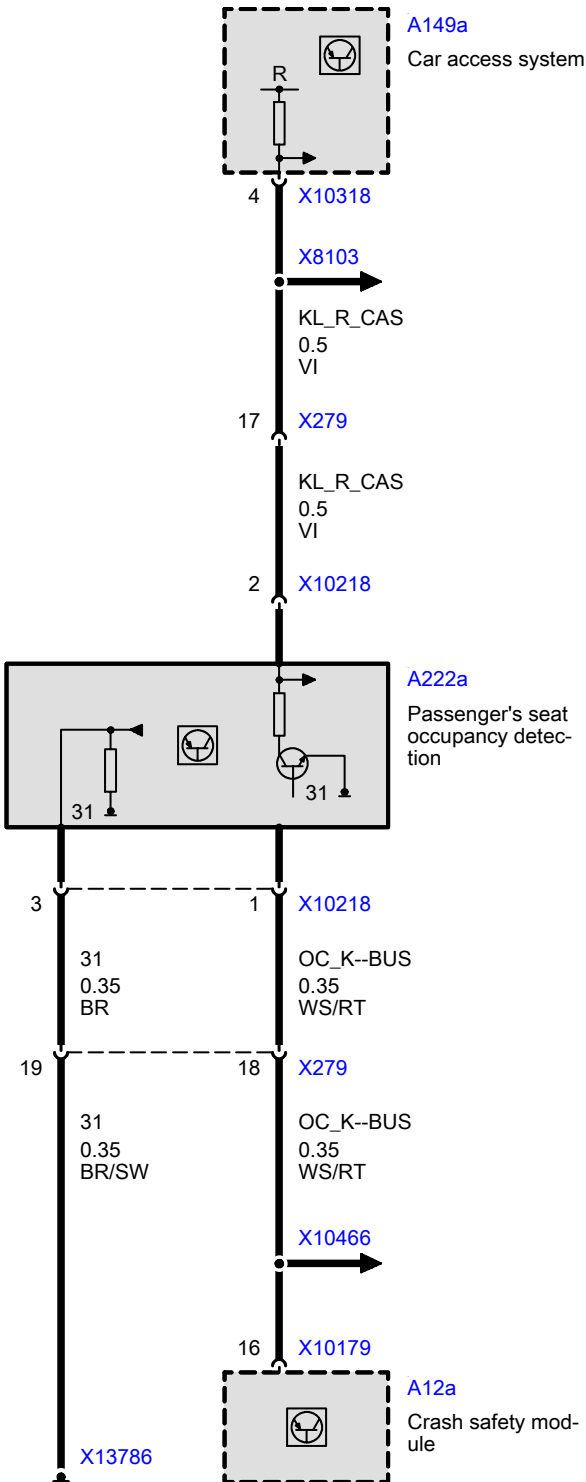 A149a
Car access system
R
4 X10318
X8103
KL_R_CAS
0.5
VI
17 X279
KL_R_CAS
0.5
VI
2 X10218
A222a
Passenger's seat
occupancy detec-
tion
31
31
3 1 X10218
31 OC_K--BUS
0.35 0.35
BR WS/RT
19 18 X279
31 OC_K--BUS
0.35 0.35
BR/SW WS/RT
X10466
16 X10179
A12a
Crash safety mod-
ule
X13786